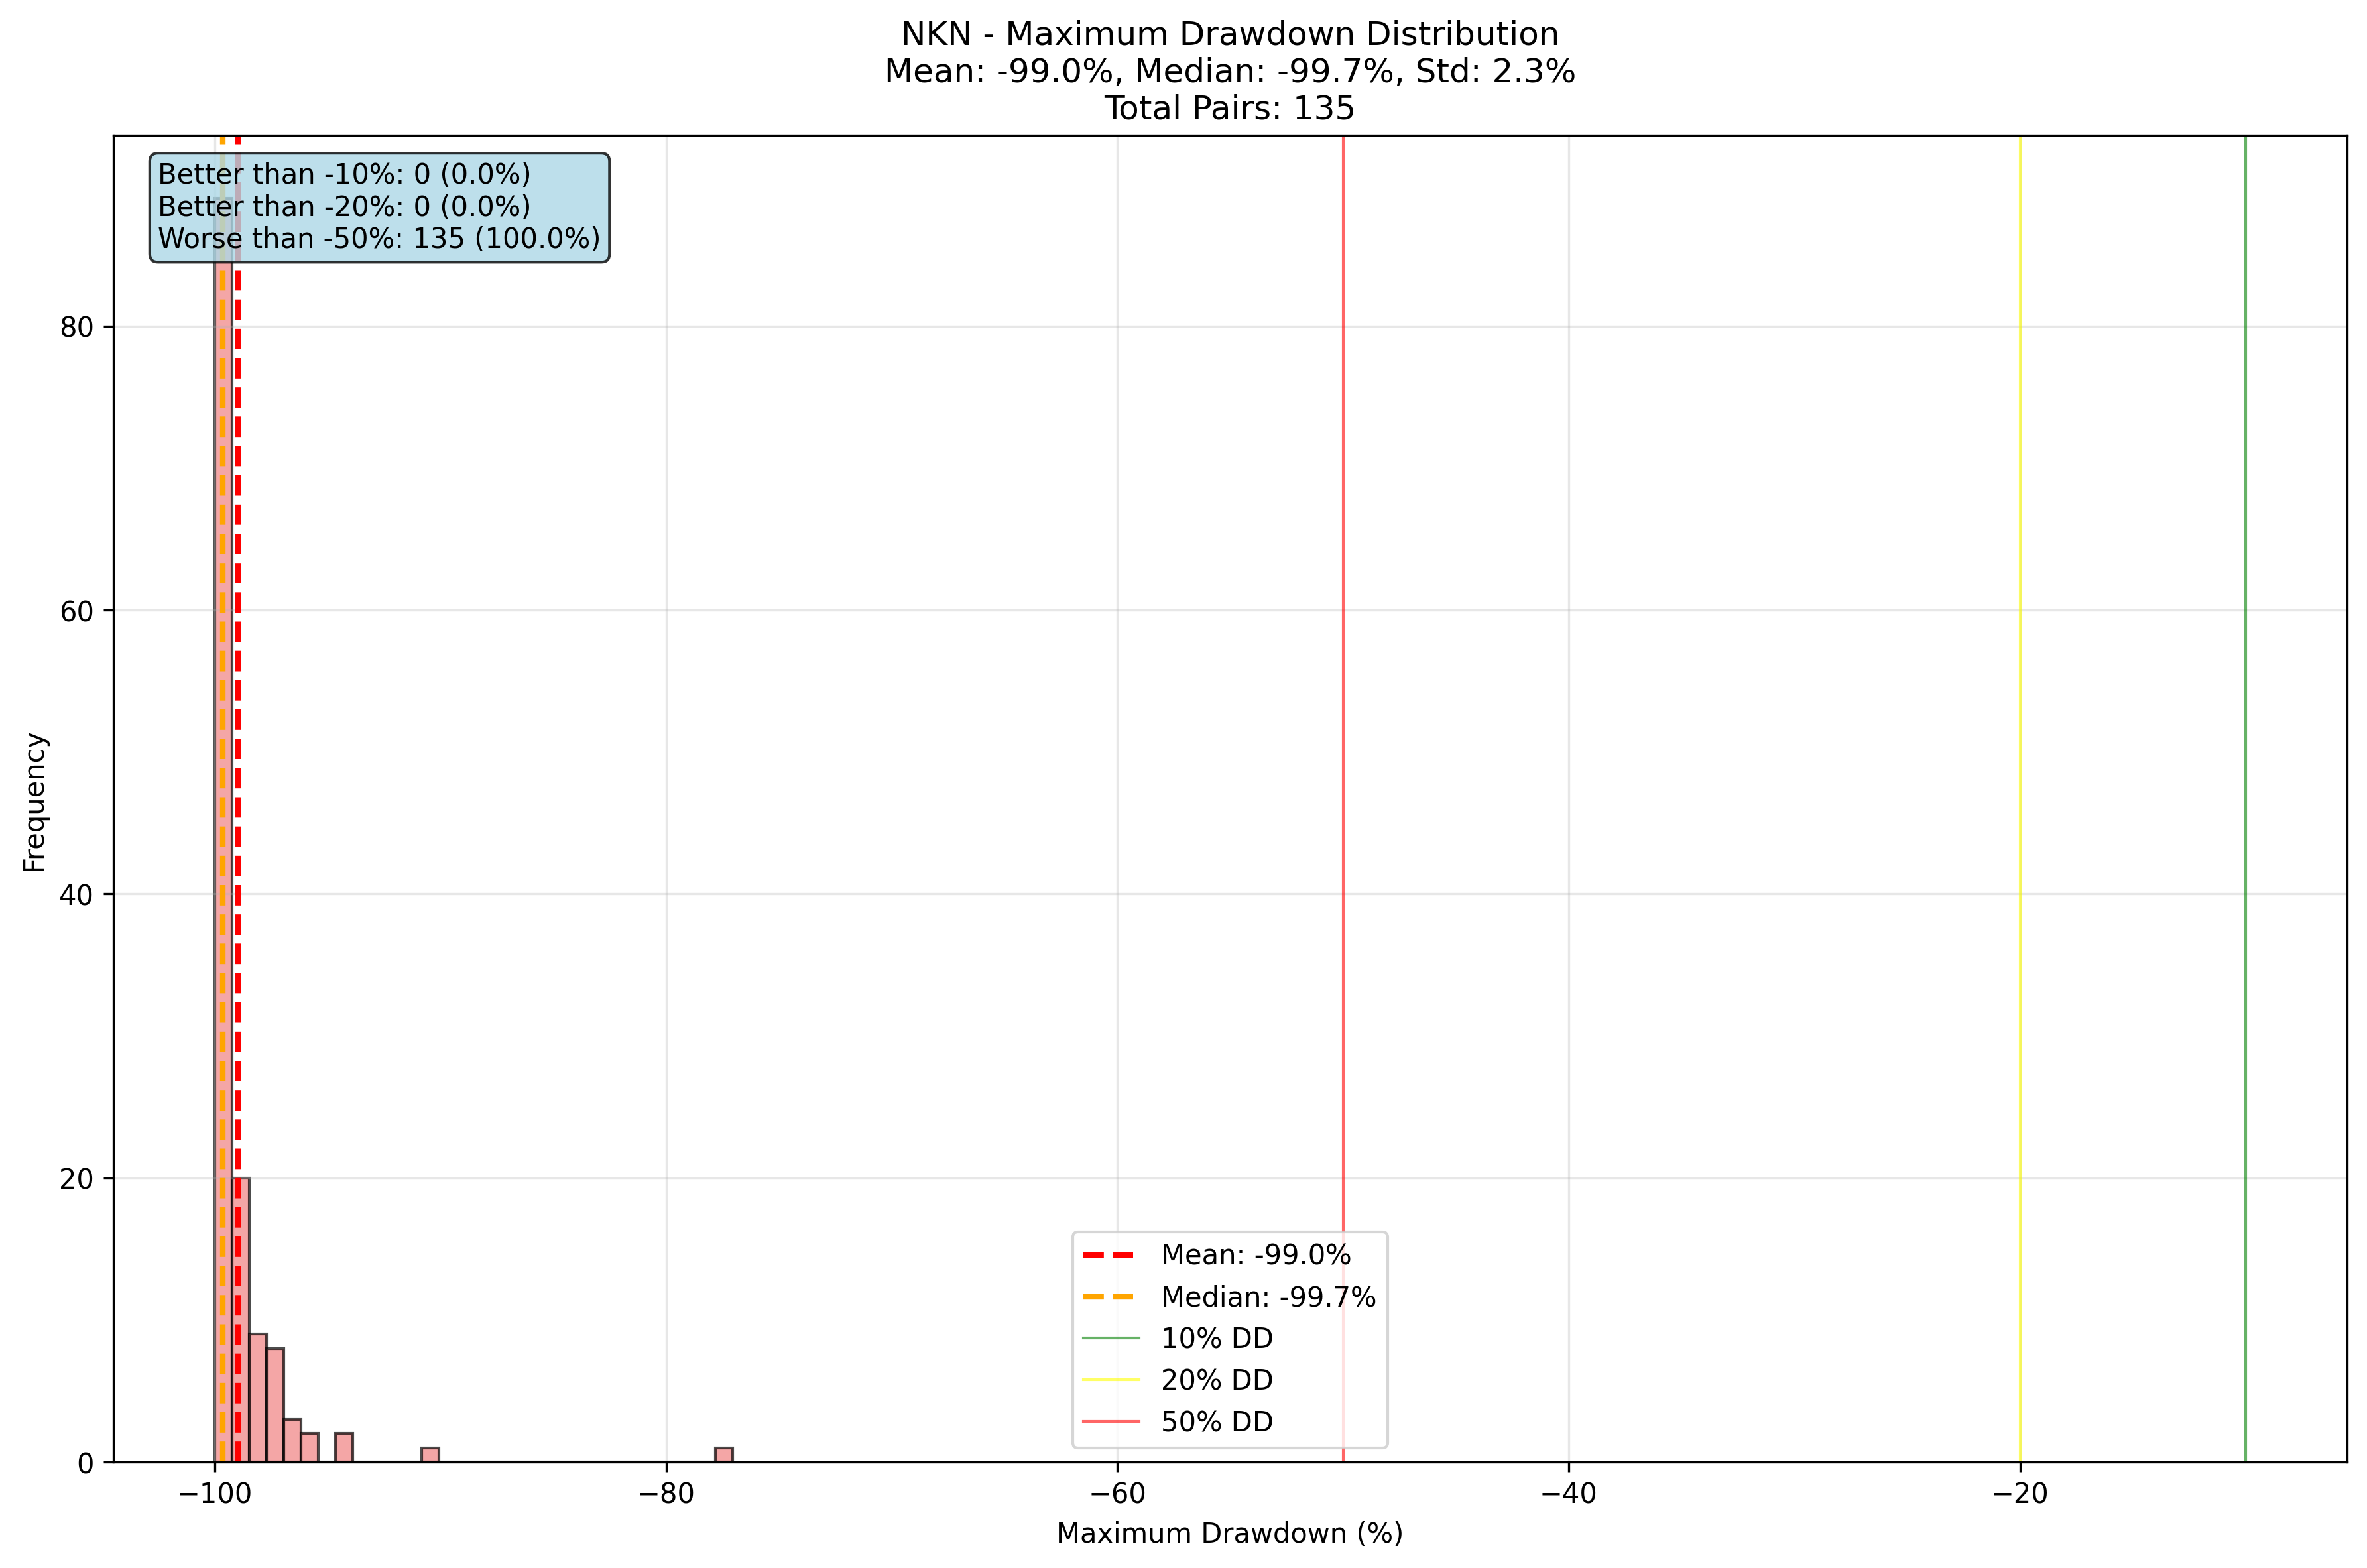 NKN - Maximum Drawdown Distribution
Mean: -99.0%, Median: -99.7%, Std: 2.3%
Total Pairs: 135
Better than -10%: 0 (0.0%)
Better than -20%: 0 (0.0%)
Worse than -50%: 135 (100.0%)
80
60
40
20
0
Frequency
Mean: -99.0%
Median: -99.7%
10% DD
20% DD
50% DD
−100
−80
−60
−40
−20
Maximum Drawdown (%)